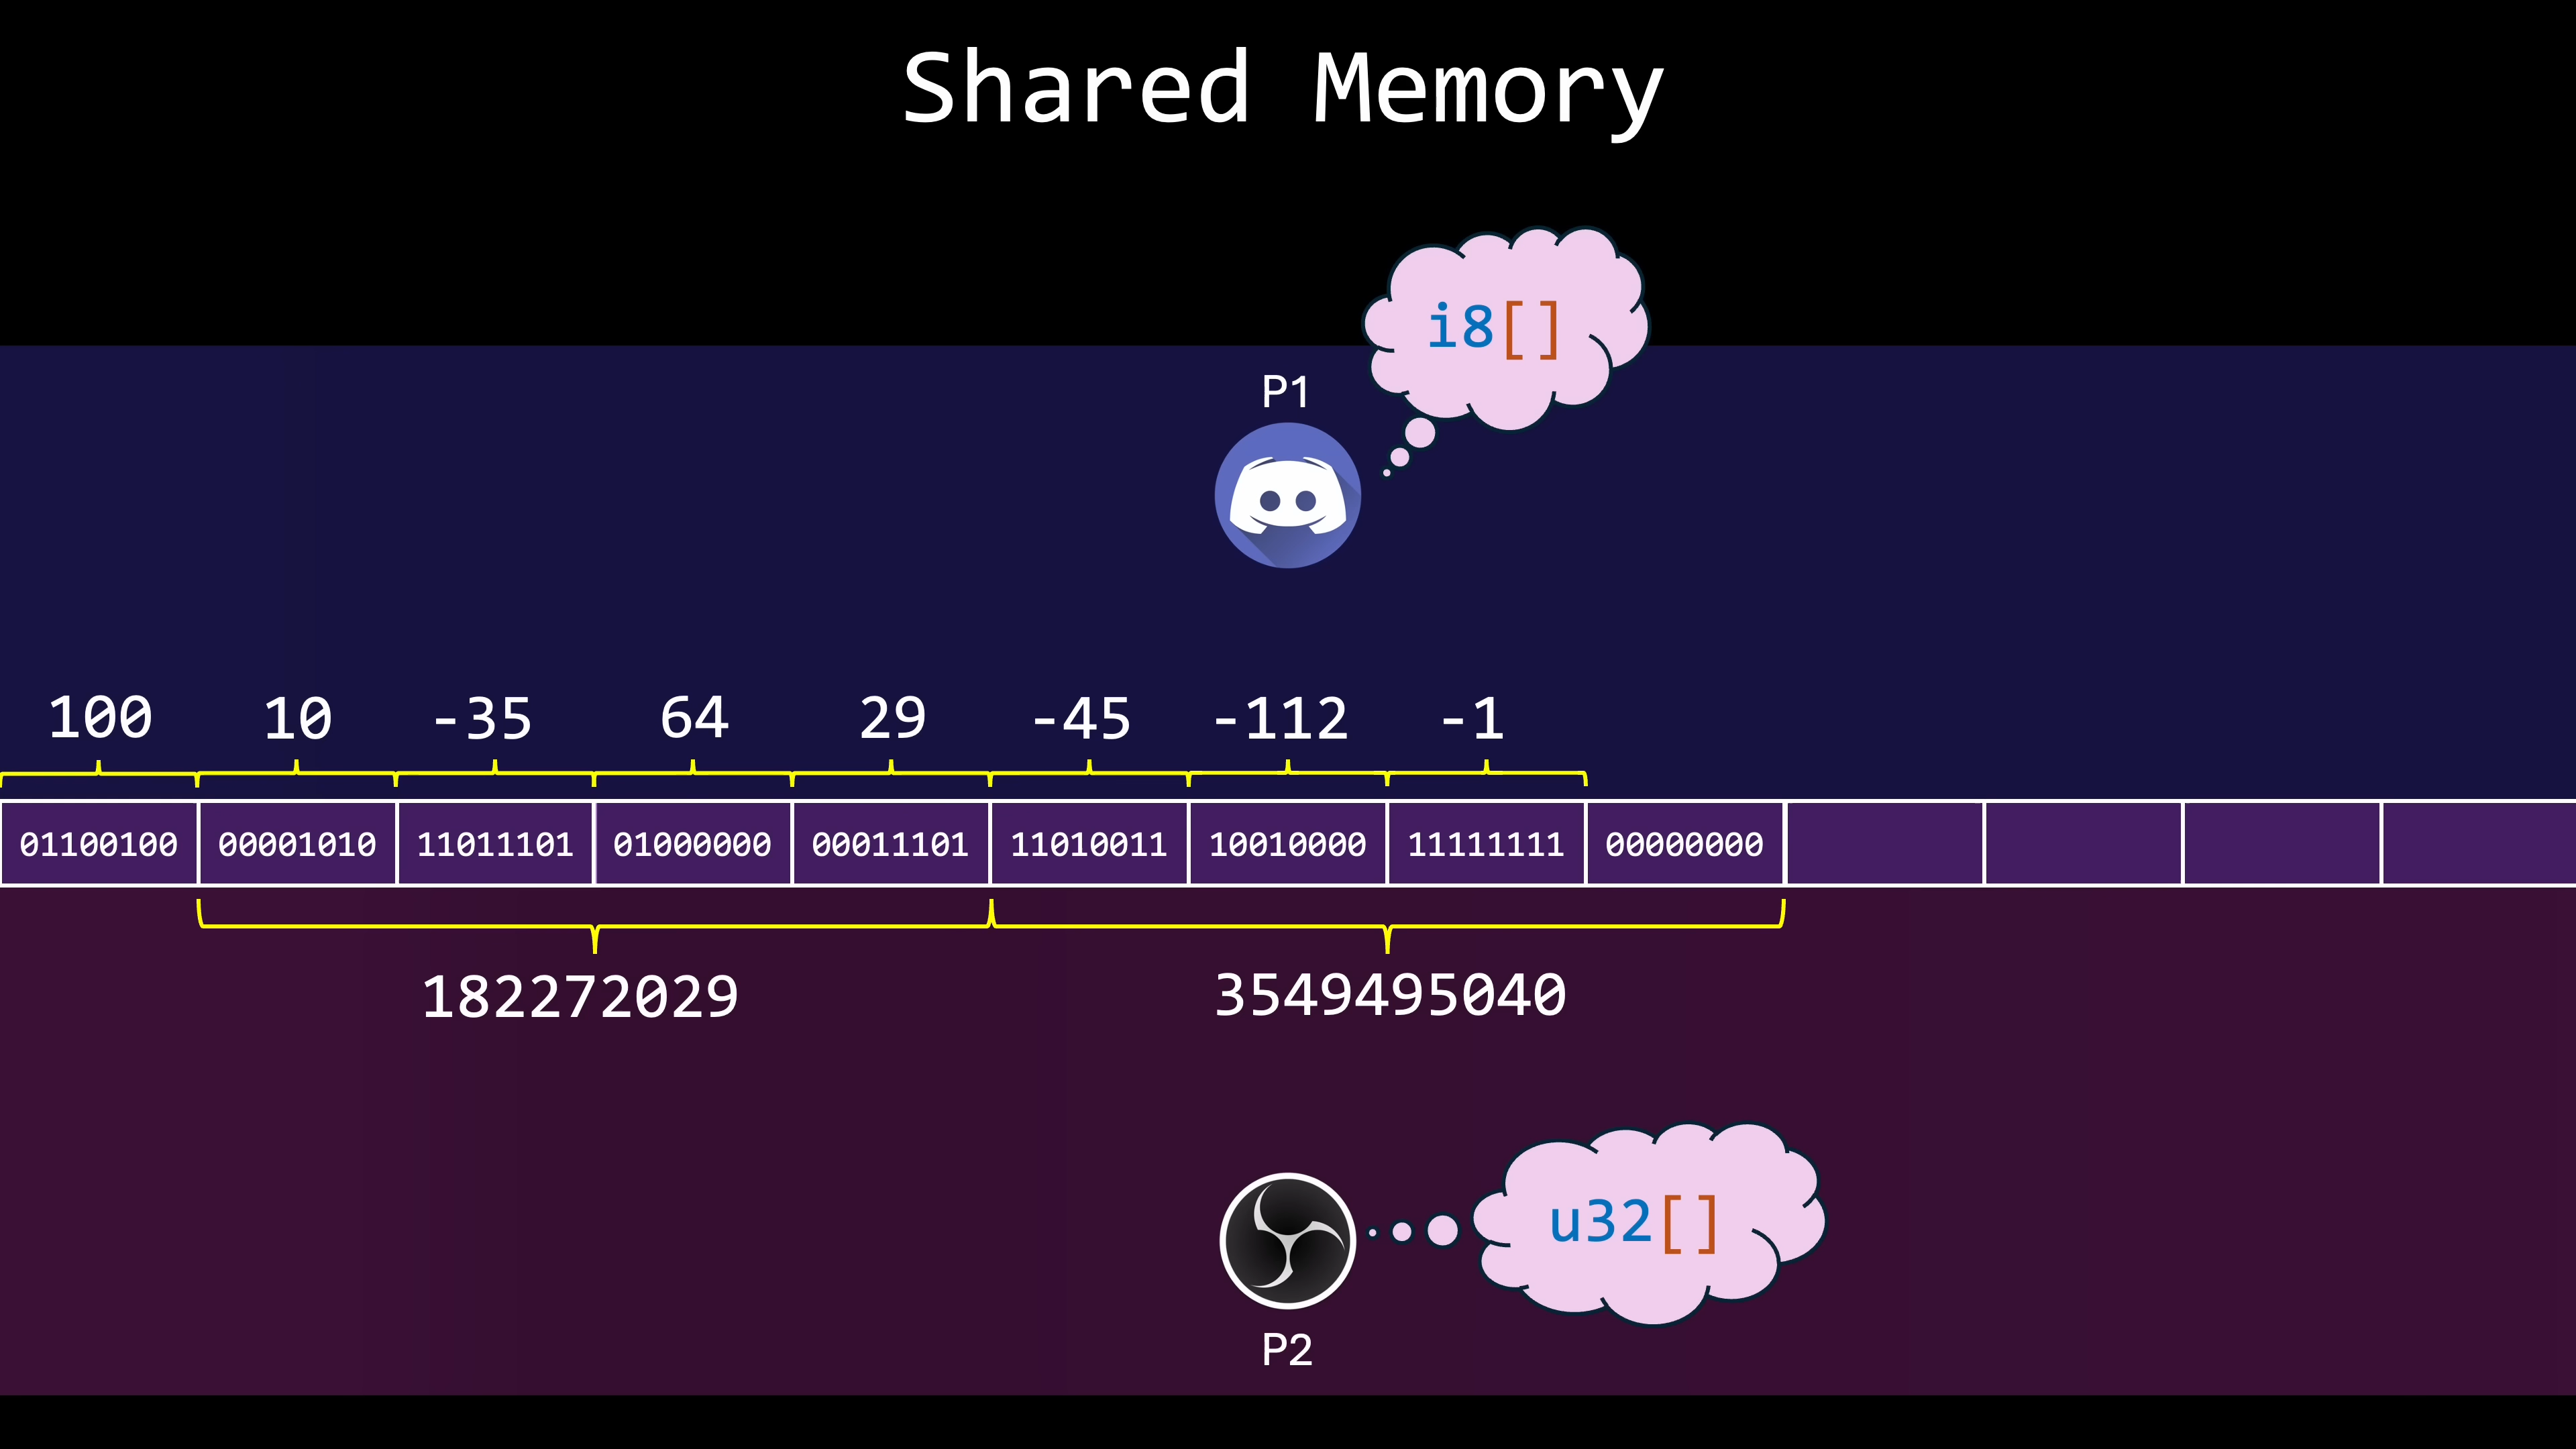 Shared Memory
i8[]
P1
100 10 -35 64 29 -45 -112 -1
01100100 00001010 11011101 01000000 00011101 11010011 10010000 11111111 00000000
182272029 3549495040
u32[]
P2